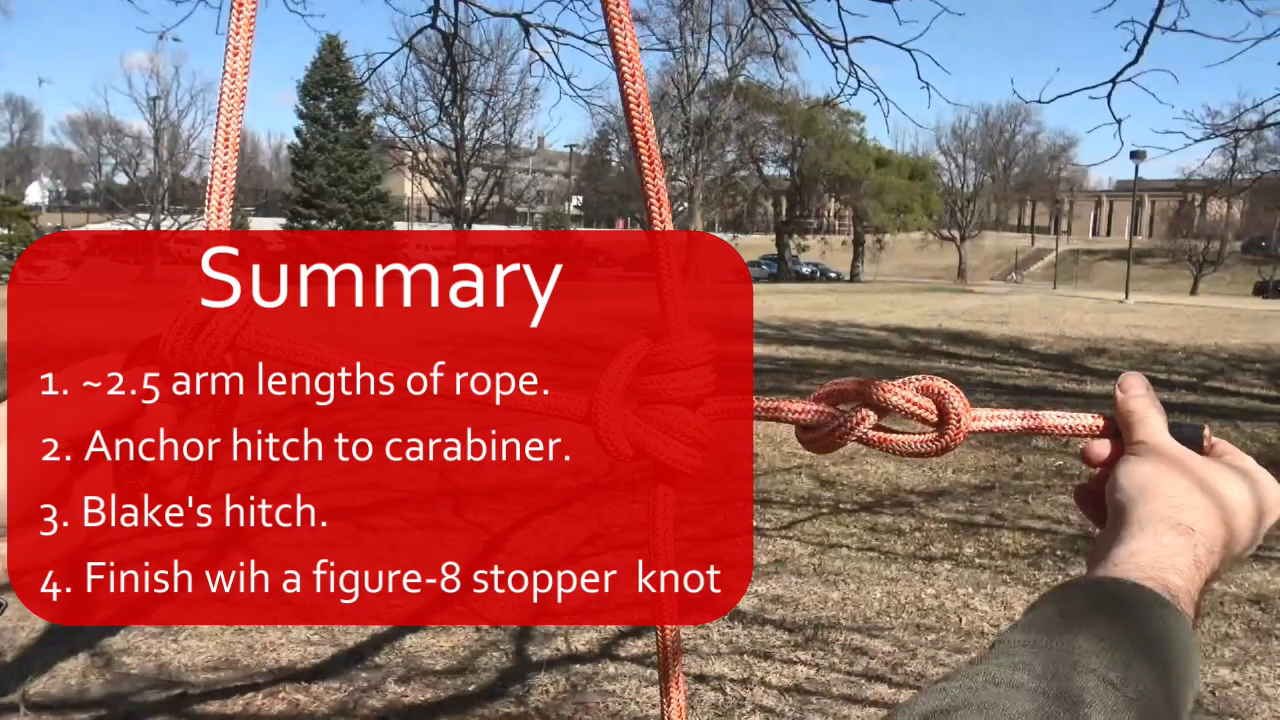 Summary
1. ~2.5 arm lengths of rope.
2. Anchor hitch to carabiner.
3. Blake's hitch.
4. Finish wih a figure-8 stopper  knot